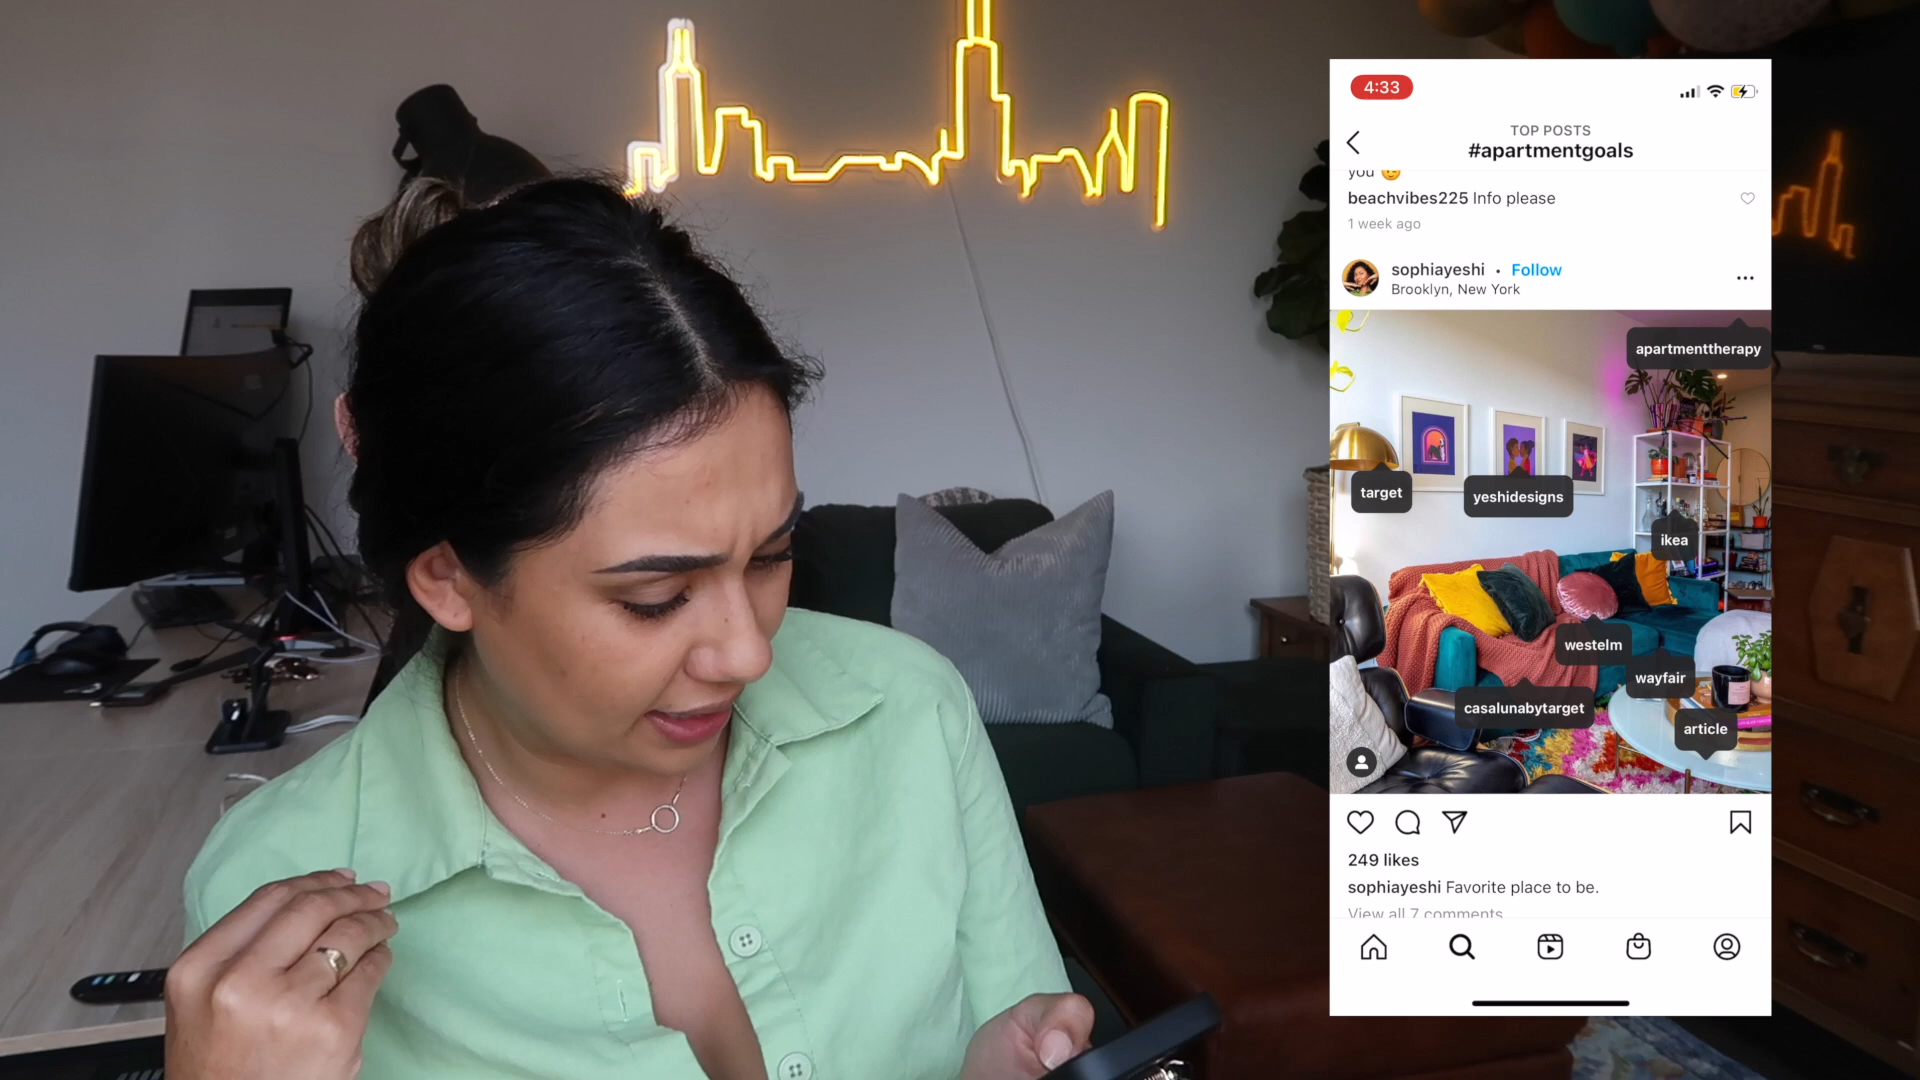 4:33
TOP POSTS
#apartmentgoals
you
beachvibes225 Info please
1 week ago
sophiayeshi • Follow
Brooklyn, New York
apartmenttherapy
target
yeshidesigns
ikea
westelm
wayfair
casalunabytarget
article
249 likes
sophiayeshi Favorite place to be.
View all 7 comments